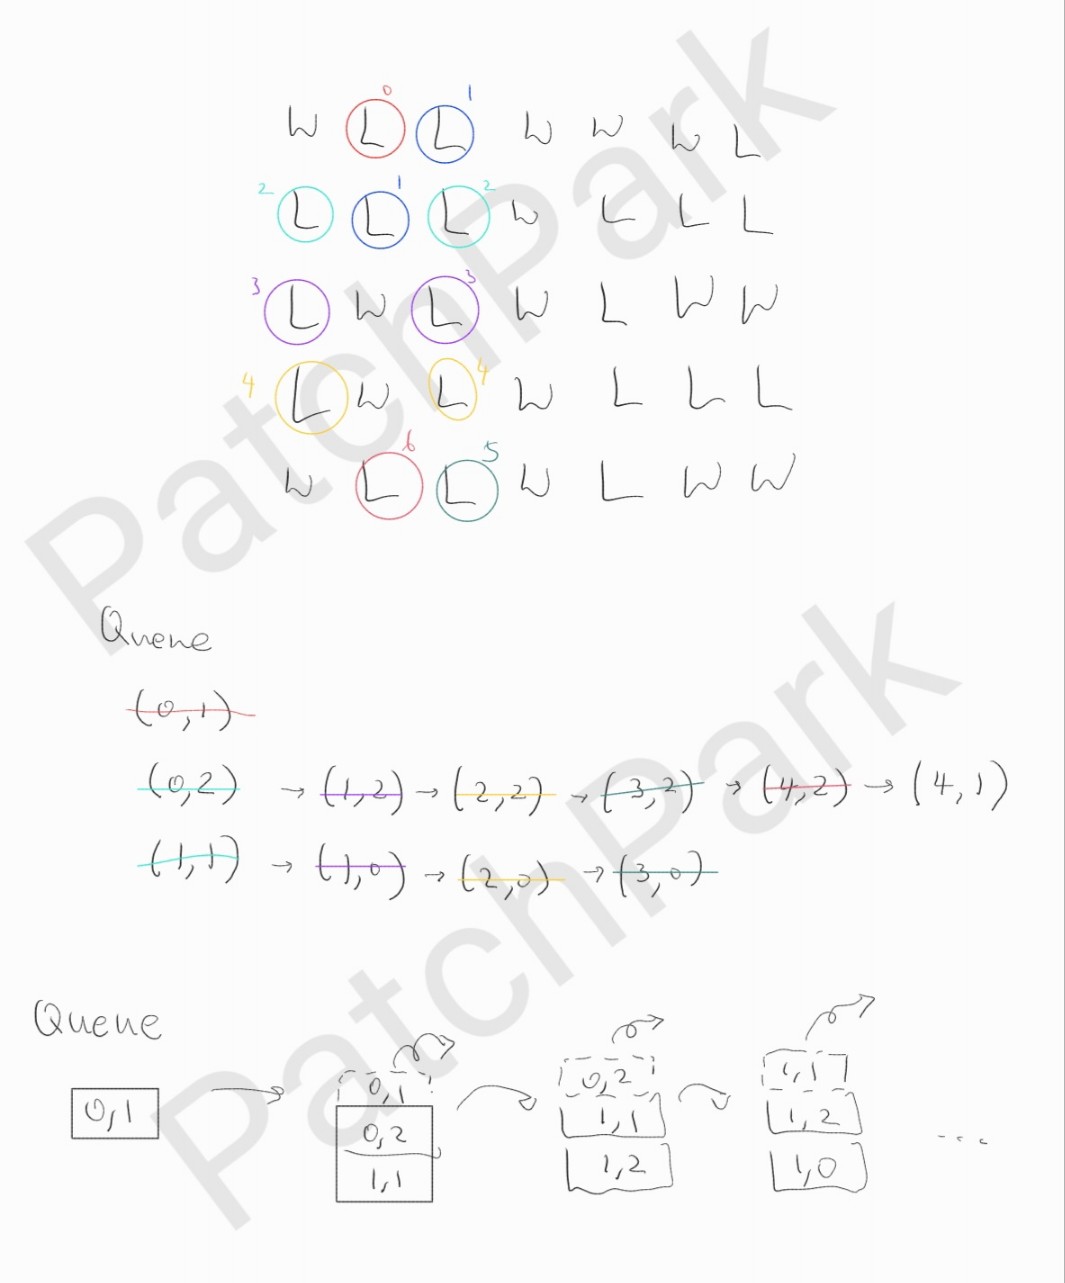 0 1
W L L W W W L
2 1 2
L L L W L L L
3 3
L W L W L W W
4 4
L W L W L L L
6 5
W L L W L W W
Queue
(0,1)
(0,2) → (1,2) → (2,2) → (3,2) → (4,2) → (4,1)
(1,1) → (1,0) → (2,0) → (3,0)
Queue
0,1 0,2 1,1
0,1 0,2 1,1 1,2
1,1 1,2 1,0 ...
PatchPark
PatchPark